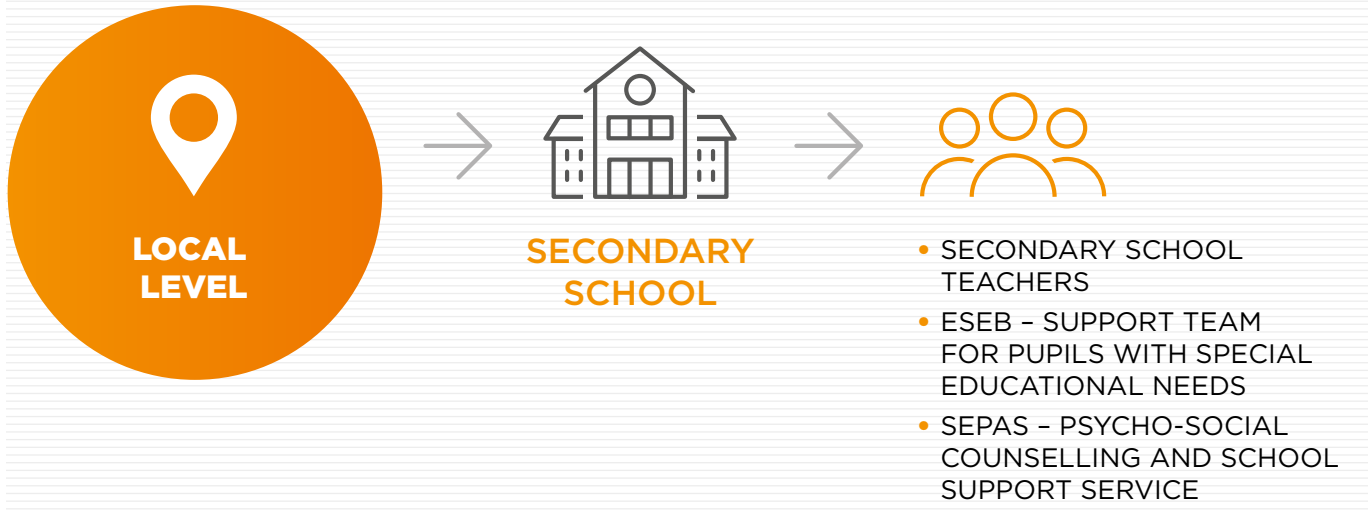 LOCAL
LEVEL
SECONDARY
SCHOOL
• SECONDARY SCHOOL
TEACHERS
• ESEB – SUPPORT TEAM
FOR PUPILS WITH SPECIAL
EDUCATIONAL NEEDS
• SEPAS – PSYCHO-SOCIAL
COUNSELLING AND SCHOOL
SUPPORT SERVICE